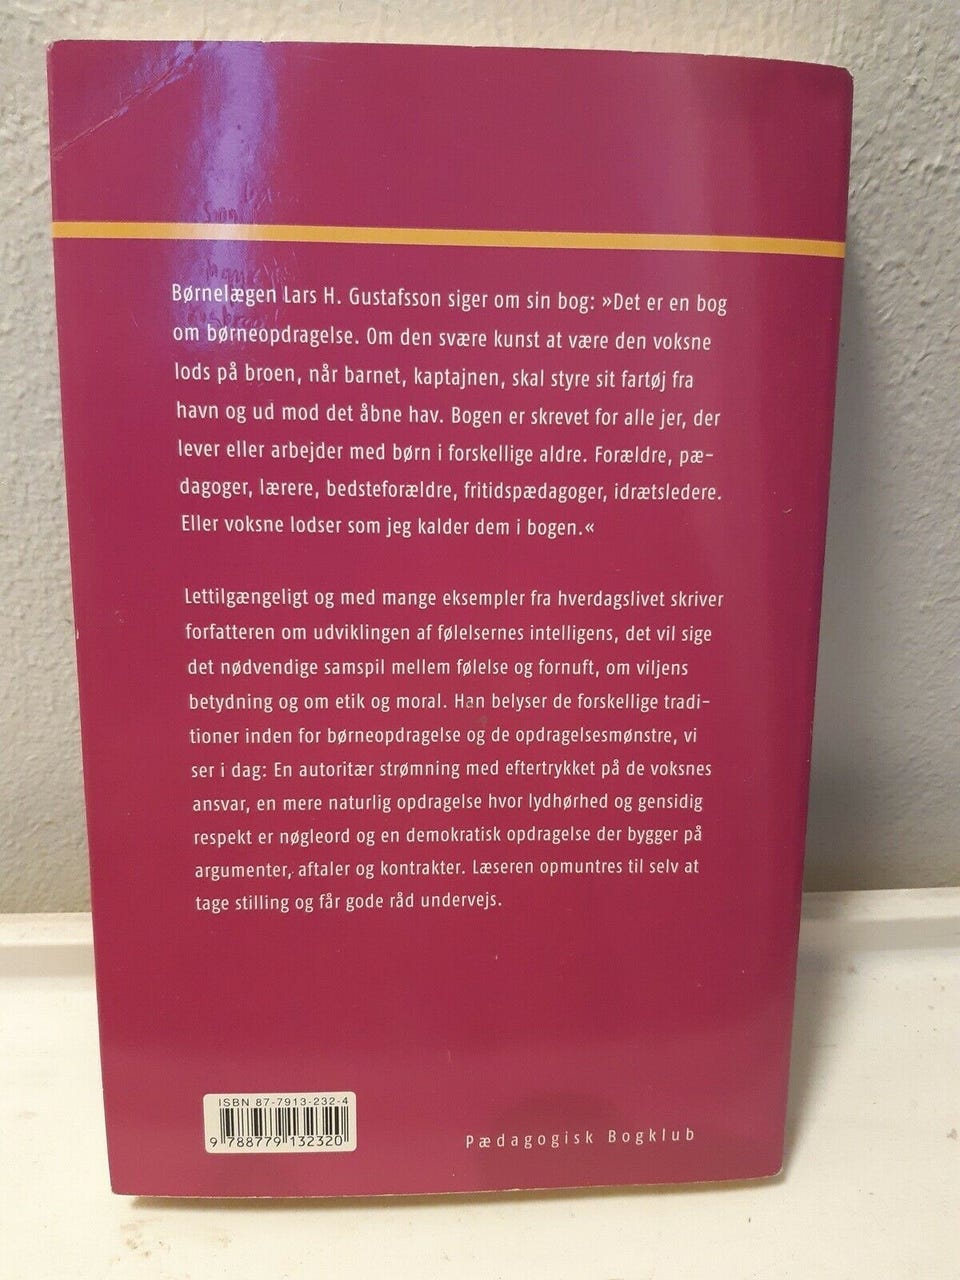 Børnelægen Lars H. Gustafsson siger om sin bog: »Det er en bog
om børneopdragelse. Om den svære kunst at være den voksne
lods på broen, når barnet, kaptajnen, skal styre sit fartøj fra
havn og ud mod det åbne hav. Bogen er skrevet for alle jer, der
lever eller arbejder med børn i forskellige aldre. Forældre, pæ-
dagoger, lærere, bedsteforældre, fritidspædagoger, idrætsledere.
Eller voksne lodser som jeg kalder dem i bogen.«
Lettilgængeligt og med mange eksempler fra hverdagslivet skriver
forfatteren om udviklingen af følelsernes intelligens, det vil sige
det nødvendige samspil mellem følelse og fornuft, om viljens
betydning og om etik og moral. Han belyser de forskellige tradi-
tioner inden for børneopdragelse og de opdragelsesmønstre, vi
ser i dag: En autoritær strømning med eftertrykket på de voksnes
ansvar, en mere naturlig opdragelse hvor lydhørhed og gensidig
respekt er nøgleord og en demokratisk opdragelse der bygger på
argumenter, aftaler og kontrakter. Læseren opmuntres til selv at
tage stilling og får gode råd undervejs.
ISBN 87-7913-232-4
9 788779 132320
Pædagogisk Bogklub